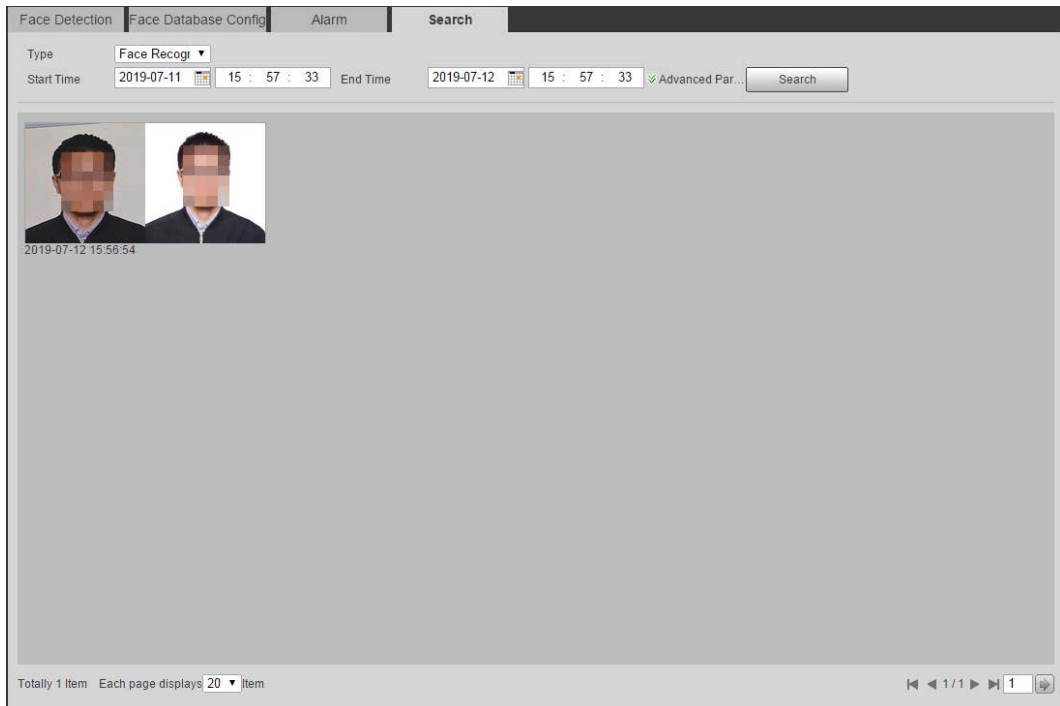 Face Detection Face Database Config Alarm Search
Type Face Recogr
Start Time 2019-07-11 15 : 57 : 33 End Time 2019-07-12 15 : 57 : 33 Advanced Par... Search
2019-07-12 15:56:54
Totally 1 Item Each page displays 20 Item 1 / 1 1